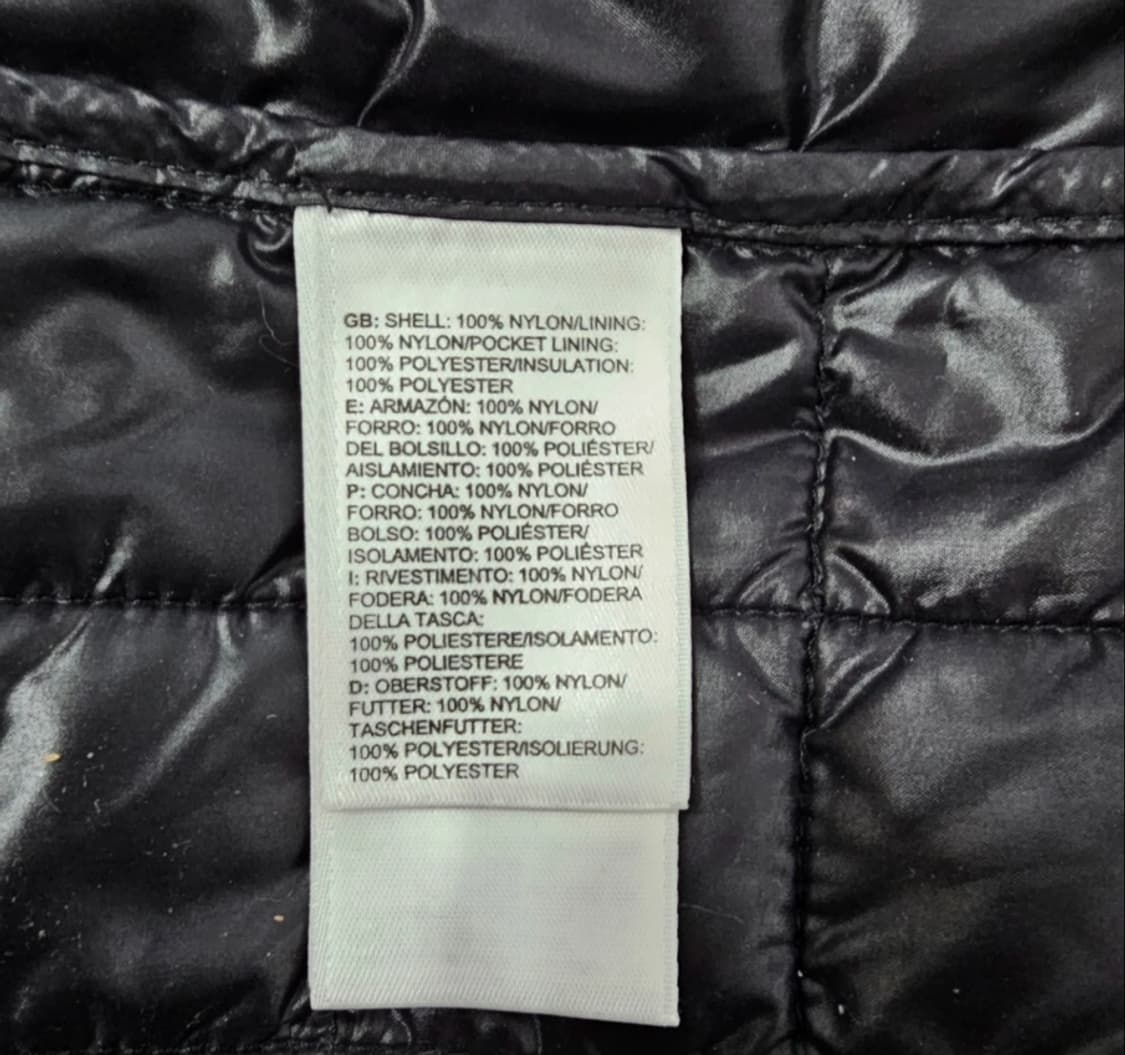 GB: SHELL: 100% NYLON/LINING:
100% NYLON/POCKET LINING:
100% POLYESTER/INSULATION:
100% POLYESTER
E: ARMAZÓN: 100% NYLON/
FORRO: 100% NYLON/FORRO
DEL BOLSILLO: 100% POLIÉSTER/
AISLAMIENTO: 100% POLIÉSTER
P: CONCHA: 100% NYLON/
FORRO: 100% NYLON/FORRO
BOLSO: 100% POLIÉSTER/
ISOLAMENTO: 100% POLIÉSTER
I: RIVESTIMENTO: 100% NYLON/
FODERA: 100% NYLON/FODERA
DELLA TASCA:
100% POLIESTERE/ISOLAMENTO:
100% POLIESTERE
D: OBERSTOFF: 100% NYLON/
FUTTER: 100% NYLON/
TASCHENFUTTER:
100% POLYESTER/ISOLIERUNG:
100% POLYESTER